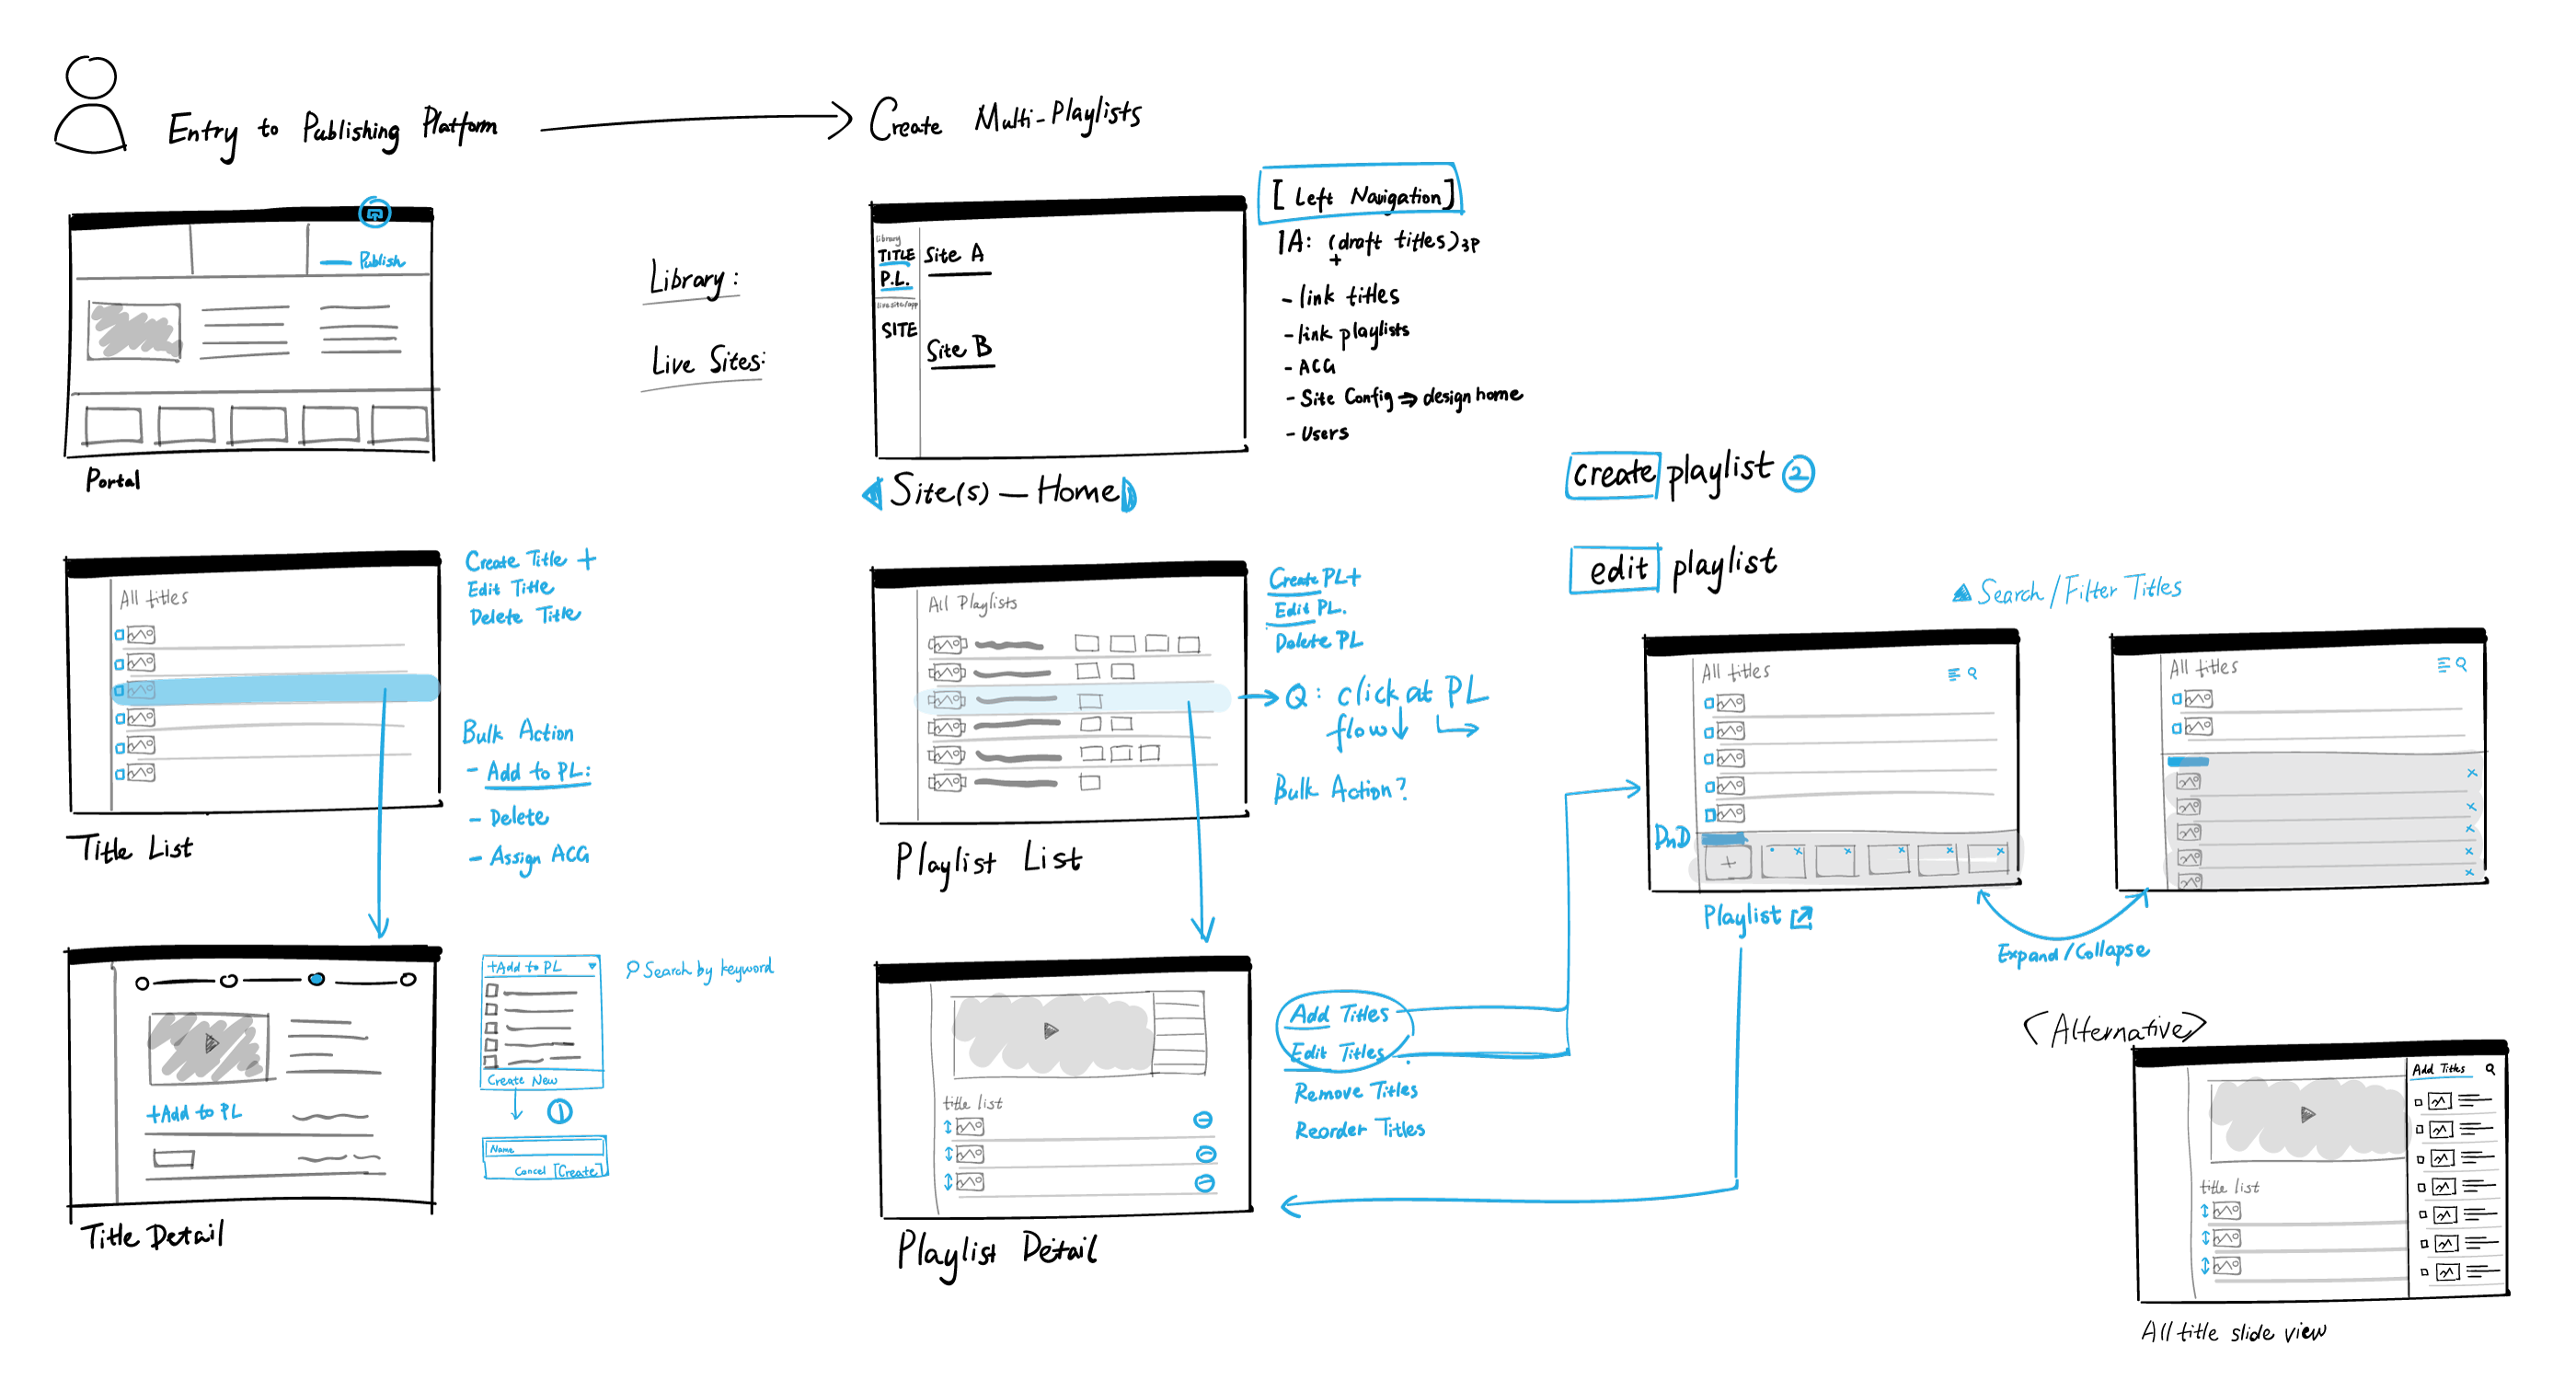 Entry to Publishing Platform
Create Multi-Playlists
Publish
Portal
Library:
Live Sites:
library
TITLE
P.L.
live site/app
SITE
Site A
Site B
Site(s) — Home
[ Left Navigation ]
IA: (draft titles) 3P
+
- link titles
- link playlists
- ACG
- Site Config ⇒ design home
- Users
All titles
Title List
Create Title +
Edit Title
Delete Title
Bulk Action
- Add to PL:
- Delete
- Assign ACG
All Playlists
Playlist List
Create PL+
Edit PL.
Delete PL
→ Q: click at PL
flow↓ ↳
Bulk Action?
+Add to PL
Title Detail
+Add to PL
Create New
Search by keyword
1
Name
Cancel [Create]
title list
Playlist Detail
Add Titles
Edit Titles
Remove Titles
Reorder Titles
create playlist 2
edit playlist
Search/Filter Titles
All titles
DnD
+
Playlist
All titles
Expand/Collapse
<Alternative>
Add Titles
title list
All title slide view